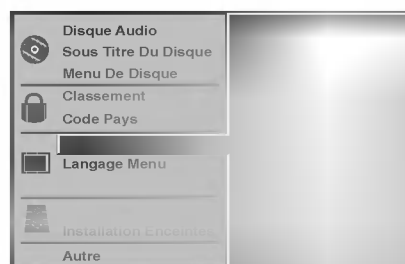 Disque Audio
Sous Titre Du Disque
Menu De Disque
Classement
Code Pays
Langage Menu
Installation Enceintes
Autre